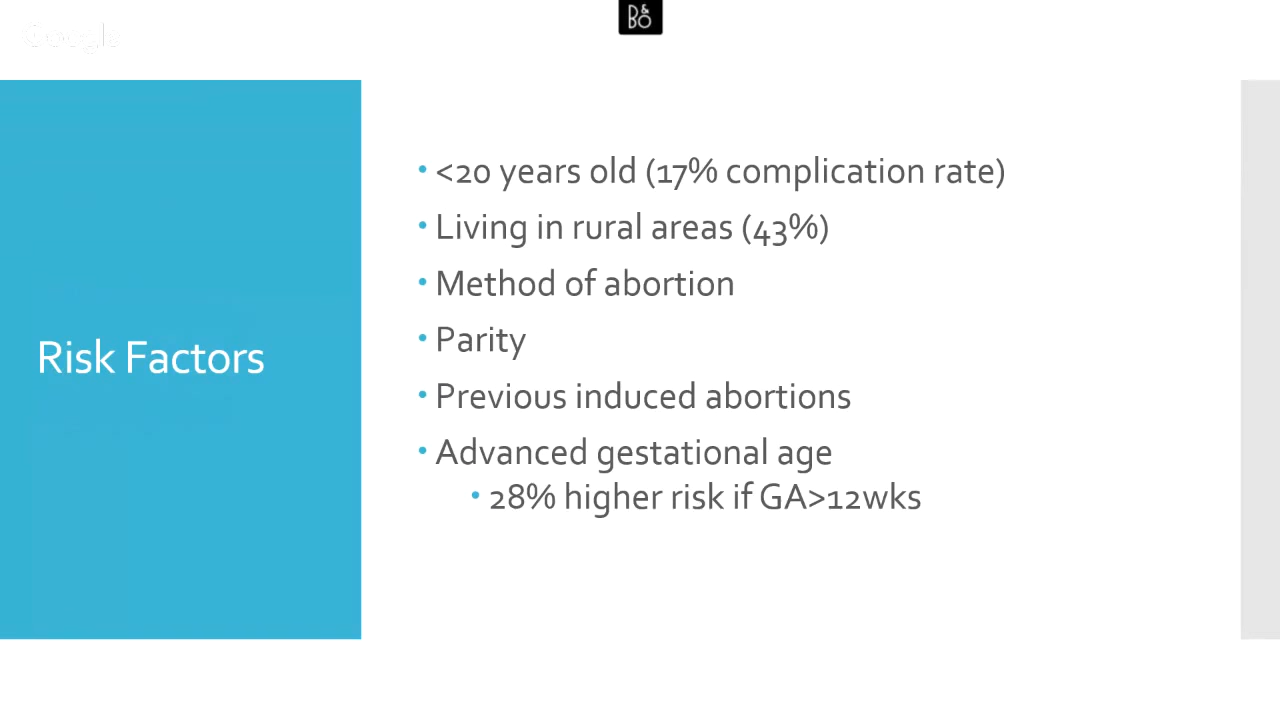 Google
B&O
Risk Factors
<20 years old (17% complication rate)
Living in rural areas (43%)
Method of abortion
Parity
Previous induced abortions
Advanced gestational age
28% higher risk if GA>12wks